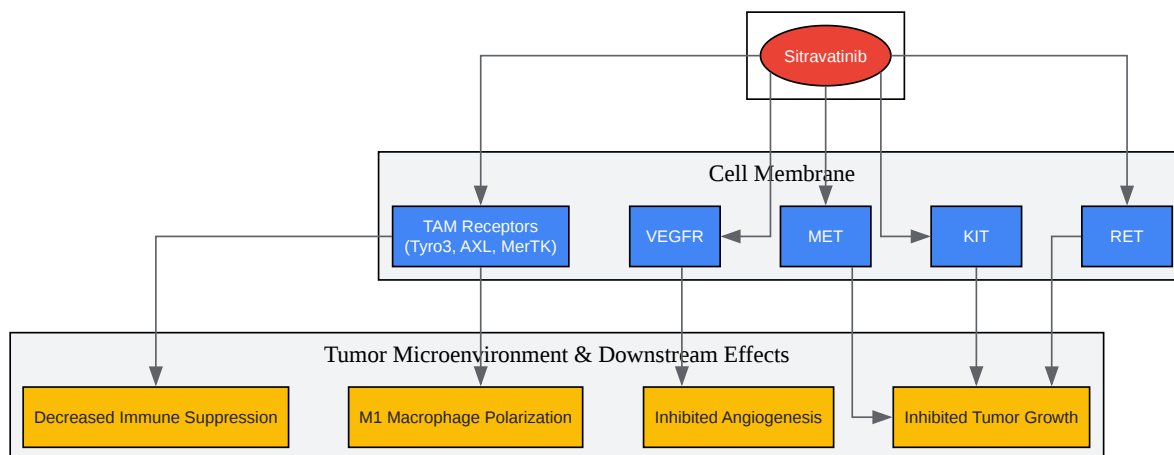 Sitravatinib
Cell Membrane
TAM Receptors
(Tyro3, AXL, MerTK)
VEGFR
MET
KIT
RET
Tumor Microenvironment & Downstream Effects
Decreased Immune Suppression
M1 Macrophage Polarization
Inhibited Angiogenesis
Inhibited Tumor Growth